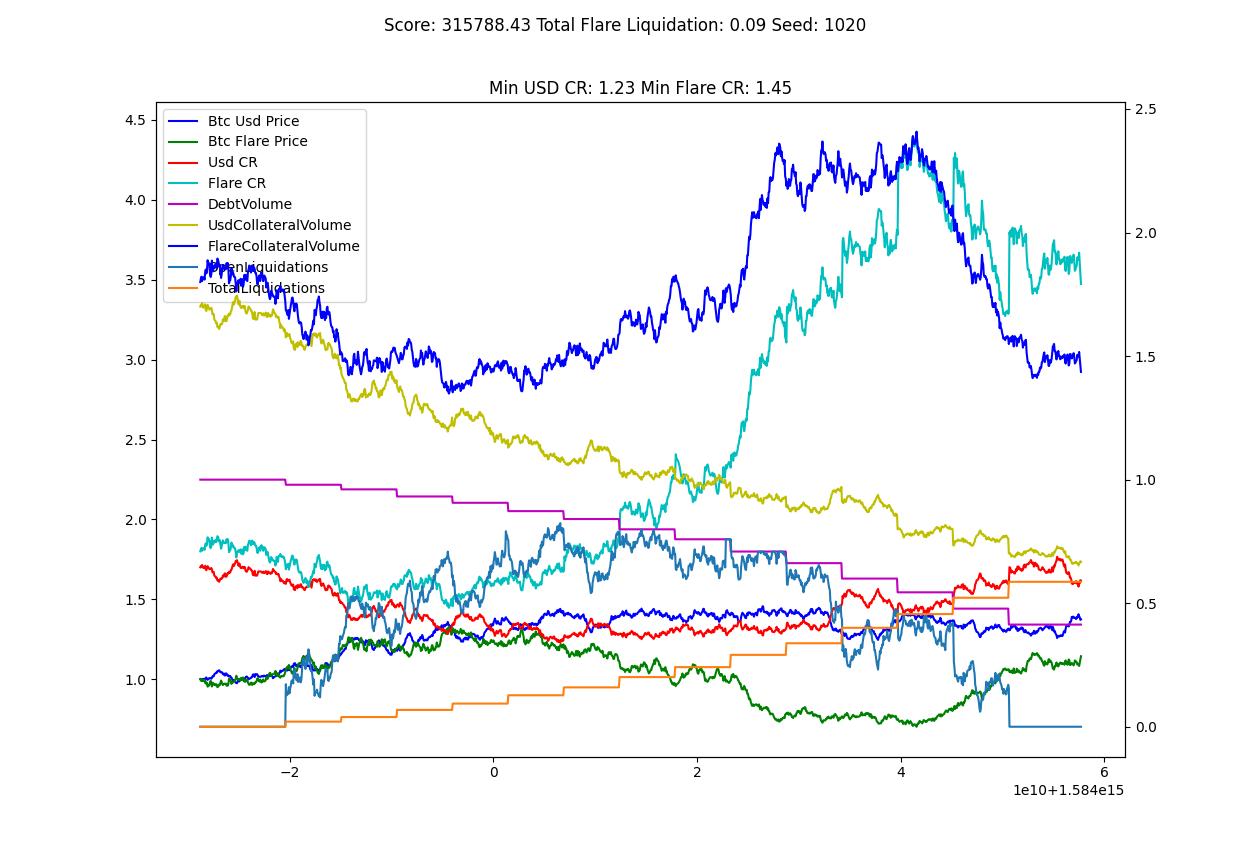 Score: 315788.43 Total Flare Liquidation: 0.09 Seed: 1020
Min USD CR: 1.23 Min Flare CR: 1.45
4.5
4.0
3.5
3.0
2.5
2.0
1.5
1.0
Btc Usd Price
Btc Flare Price
Usd CR
Flare CR
DebtVolume
UsdCollateralVolume
FlareCollateralVolume
OpenLiquidations
TotalLiquidations
2.5
2.0
1.5
1.0
0.5
0.0
−2 0 2 4 6
1e10+1.584e15